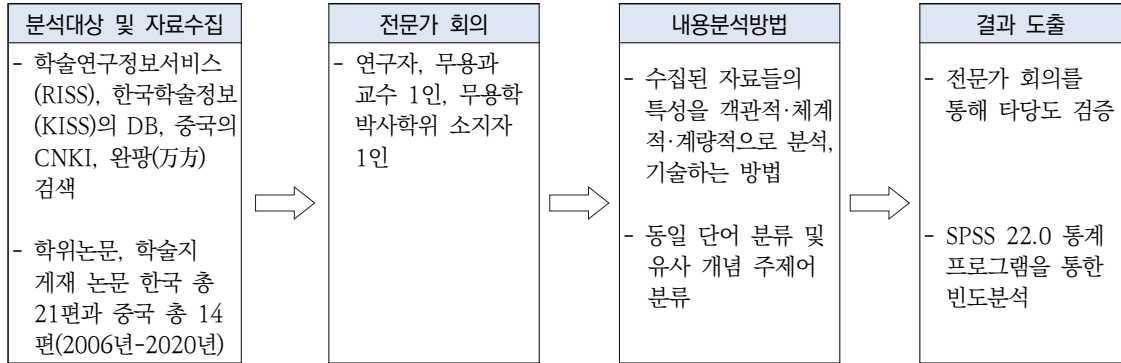 분석대상 및 자료수집
- 학술연구정보서비스
(RISS), 한국학술정보
(KISS)의 DB, 중국의
CNKI, 완팡(万方)
검색
- 학위논문, 학술지
게재 논문 한국 총
21편과 중국 총 14
편(2006년-2020년)
전문가 회의
- 연구자, 무용과
교수 1인, 무용학
박사학위 소지자
1인
내용분석방법
- 수집된 자료들의
특성을 객관적·체계
적·계량적으로 분석,
기술하는 방법
- 동일 단어 분류 및
유사 개념 주제어
분류
결과 도출
- 전문가 회의를
통해 타당도 검증
- SPSS 22.0 통계
프로그램을 통한
빈도분석